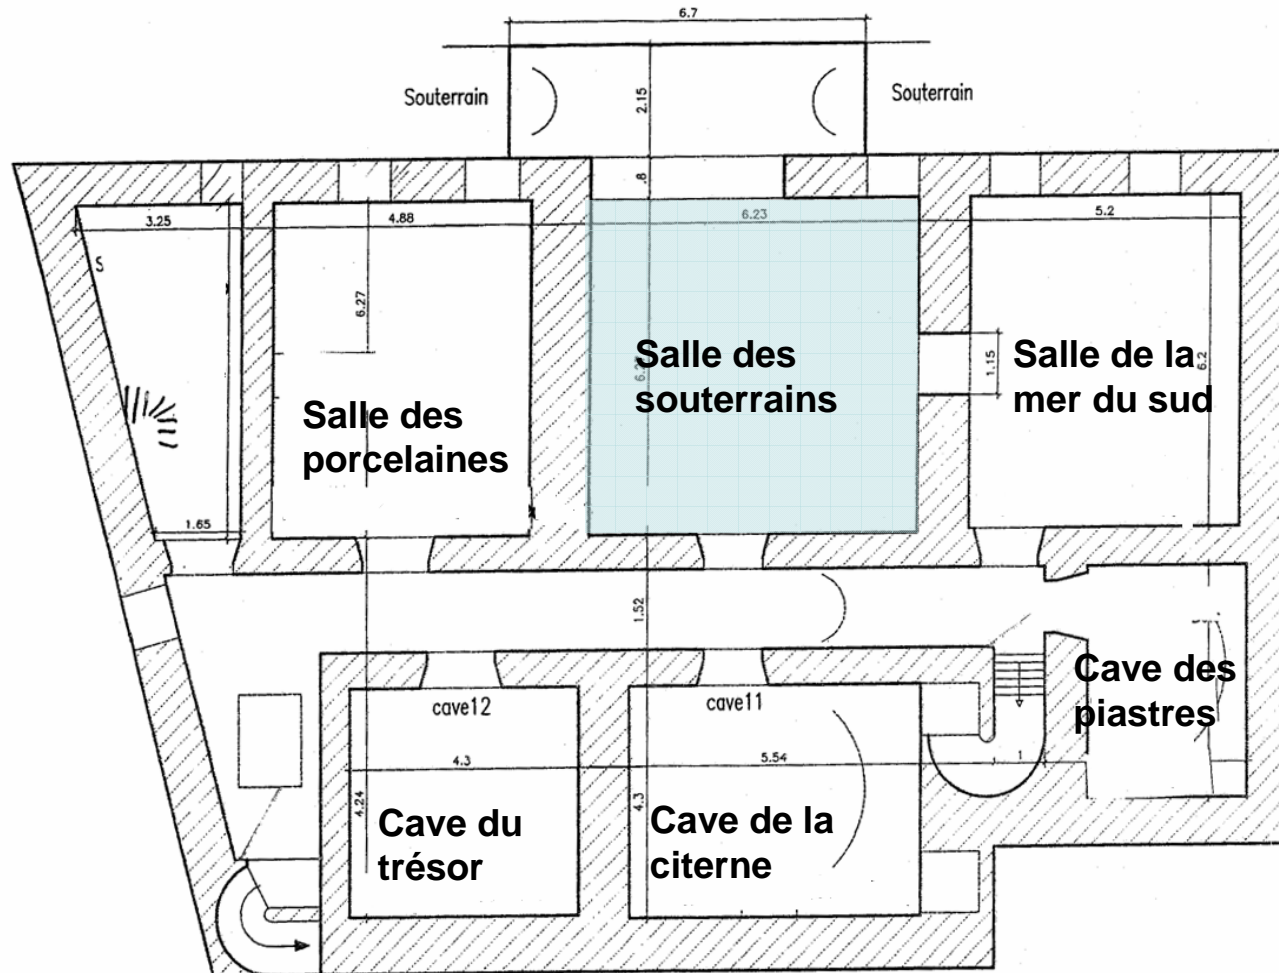 6.7
Souterrain
Souterrain
2.15
.8
3.25
4.88
6.23
5.2
S
6.27
Salle des
souterrains
1.15
Salle de la
mer du sud
6.2
Salle des
porcelaines
1.65
1.52
Cave des
piastres
cave12
cave11
4.3
5.54
1
4.24
4.3
Cave du
trésor
Cave de la
citerne